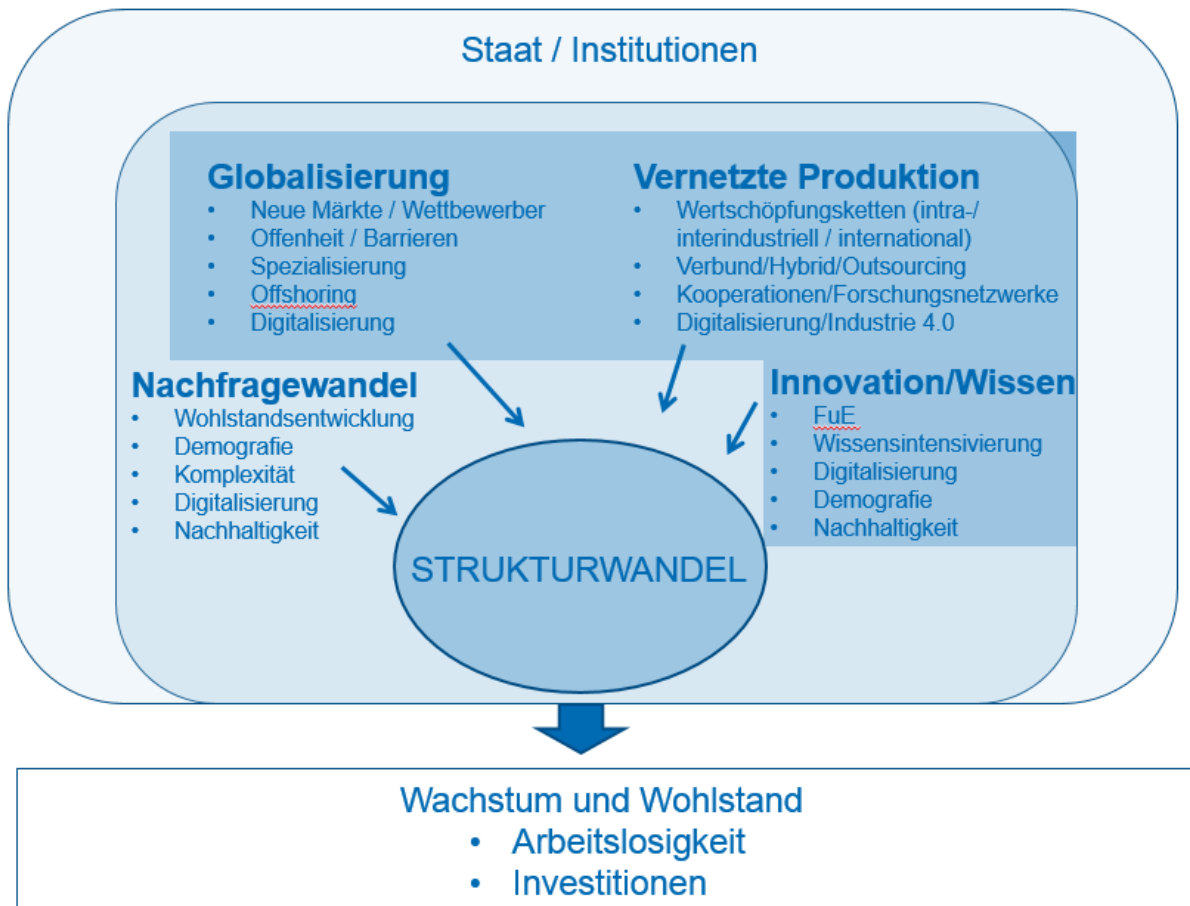 Staat / Institutionen
Globalisierung
• Neue Märkte / Wettbewerber
• Offenheit / Barrieren
• Spezialisierung
• Offshoring
• Digitalisierung
Vernetzte Produktion
• Wertschöpfungsketten (intra-/
interindustriell / international)
• Verbund/Hybrid/Outsourcing
• Kooperationen/Forschungsnetzwerke
• Digitalisierung/Industrie 4.0
Nachfragewandel
• Wohlstandsentwicklung
• Demografie
• Komplexität
• Digitalisierung
• Nachhaltigkeit
Innovation/Wissen
• FuE
• Wissensintensivierung
• Digitalisierung
• Demografie
• Nachhaltigkeit
STRUKTURWANDEL
Wachstum und Wohlstand
• Arbeitslosigkeit
• Investitionen